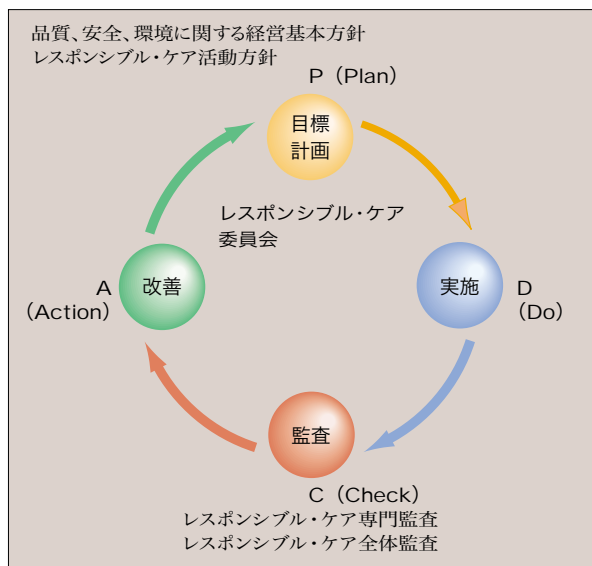 品質、安全、環境に関する経営基本方針
レスポンシブル・ケア活動方針
P（Plan）
目標
計画
レスポンシブル・ケア
委員会
A
（Action）
改善
実施
D
（Do）
監査
C（Check）
レスポンシブル・ケア専門監査
レスポンシブル・ケア全体監査